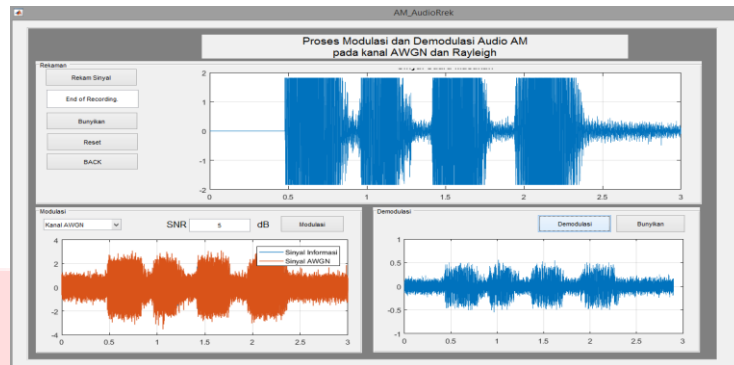 AM_AudioRrek
Proses Modulasi dan Demodulasi Audio AM
pada kanal AWGN dan Rayleigh
Rekaman
Rekam Sinyal
End of Recording.
Bunyikan
Reset
BACK
2
1
0
-1
-2
0 0.5 1 1.5 2 2.5 3
Modulasi
Kanal AWGN SNR 5 dB Modulasi
Sinyal Informasi
Sinyal AWGN
4
2
0
-2
-4
0 0.5 1 1.5 2 2.5 3
Demodulasi
Demodulasi Bunyikan
1
0.5
0
-0.5
-1
0 0.5 1 1.5 2 2.5 3